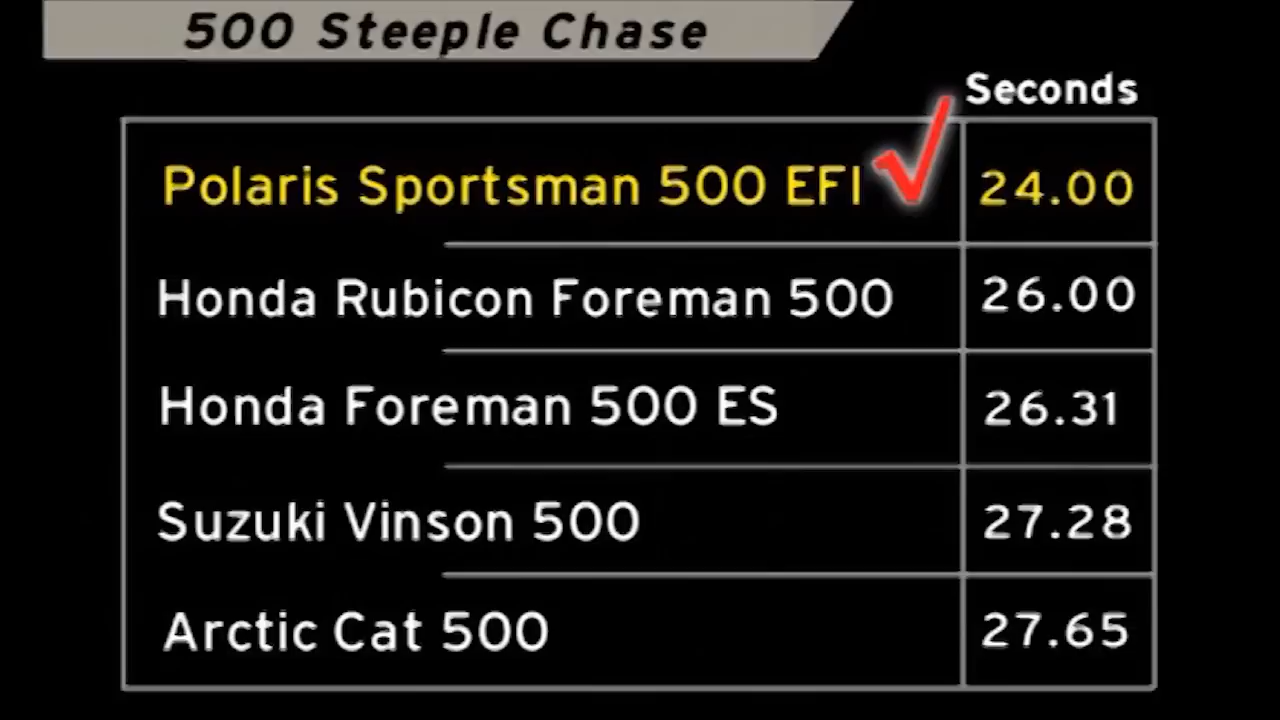 500 Steeple Chase
Seconds
Polaris Sportsman 500 EFI 24.00
Honda Rubicon Foreman 500 26.00
Honda Foreman 500 ES 26.31
Suzuki Vinson 500 27.28
Arctic Cat 500 27.65